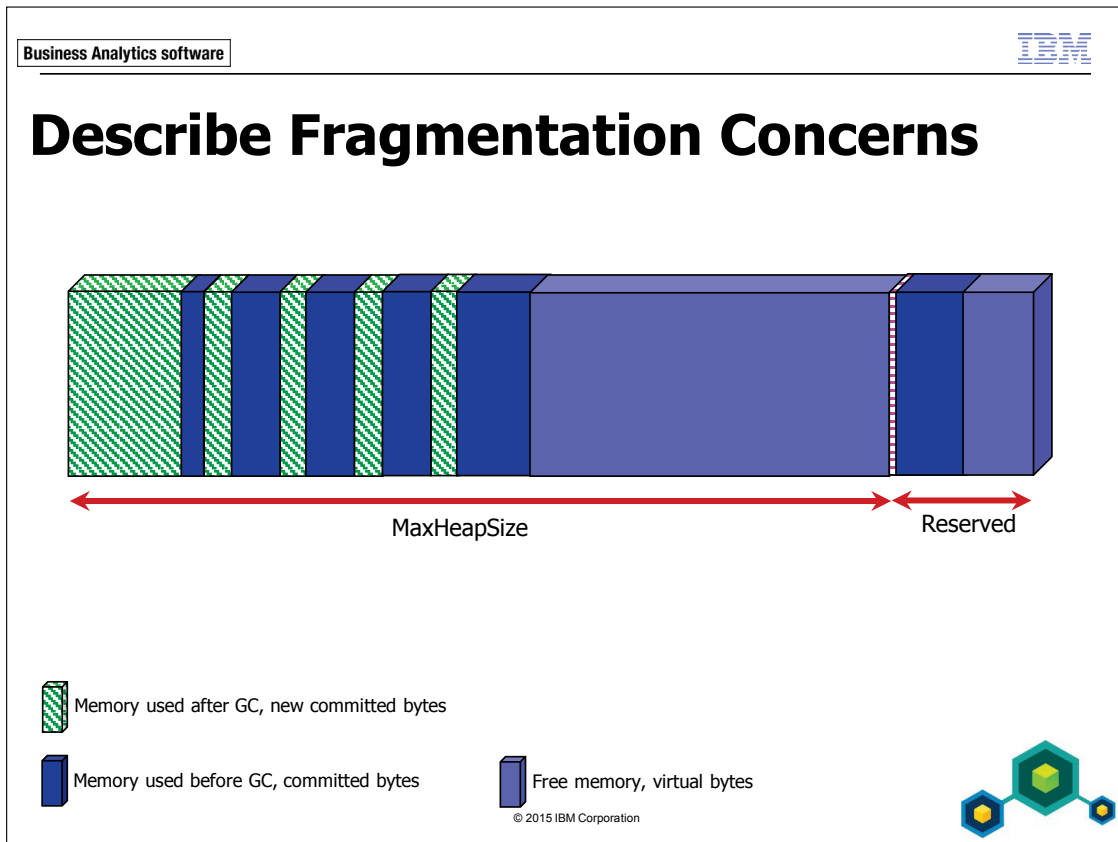 Business Analytics software
IBM
Describe Fragmentation Concerns
MaxHeapSize
Reserved
Memory used after GC, new committed bytes
Memory used before GC, committed bytes
Free memory, virtual bytes
© 2015 IBM Corporation